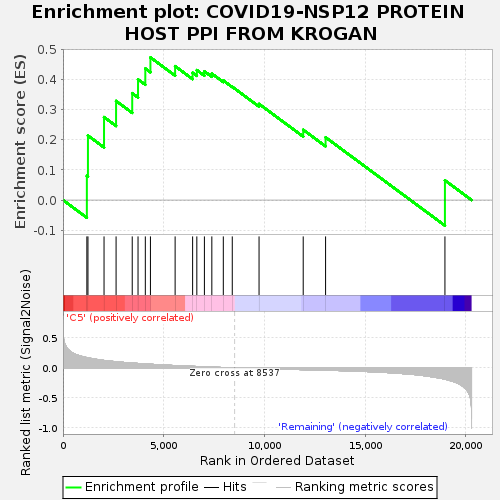 Enrichment plot: COVID19-NSP12 PROTEIN
HOST PPI FROM KROGAN
Enrichment score (ES)
0.5
0.4
0.3
0.2
0.1
0.0
-0.1
'C5' (positively correlated)
Ranked list metric (Signal2Noise)
0.5
0.0
-0.5
-1.0
Zero cross at 8537
'Remaining' (negatively correlated)
0 5,000 10,000 15,000 20,000
Rank in Ordered Dataset
Enrichment profile Hits Ranking metric scores